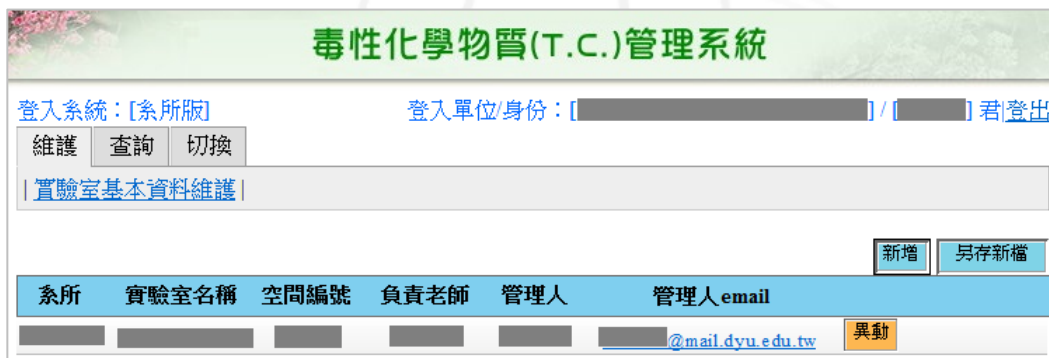 毒性化學物質(T.C.)管理系統
登入系統：[系所版] 登入單位/身份：[ ] / [ ] 君|登出
維護 查詢 切換
|實驗室基本資料維護|
新增 另存新檔
系所 實驗室名稱 空間編號 負責老師 管理人 管理人email
@mail.dyu.edu.tw 異動